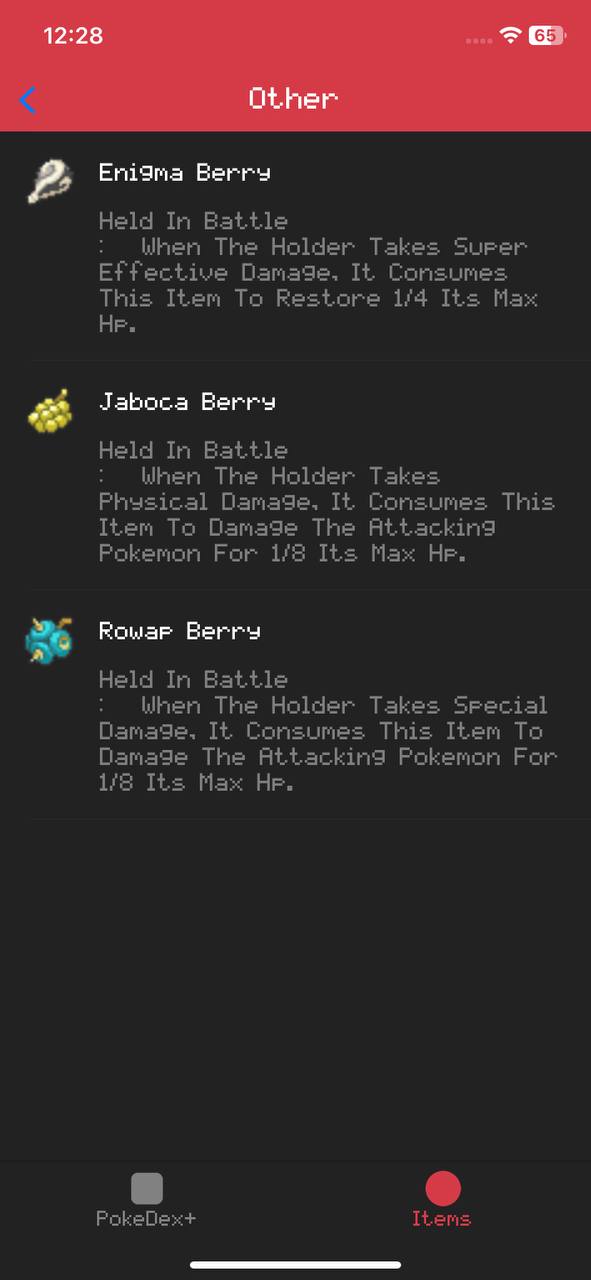 12:28
65
Other
Enigma Berry
Held In Battle
:  When The Holder Takes Super
Effective Damage, It Consumes
This Item To Restore 1/4 Its Max
Hp.
Jaboca Berry
Held In Battle
:  When The Holder Takes
Physical Damage, It Consumes This
Item To Damage The Attacking
Pokemon For 1/8 Its Max Hp.
Rowap Berry
Held In Battle
:  When The Holder Takes Special
Damage, It Consumes This Item To
Damage The Attacking Pokemon For
1/8 Its Max Hp.
PokeDex+
Items